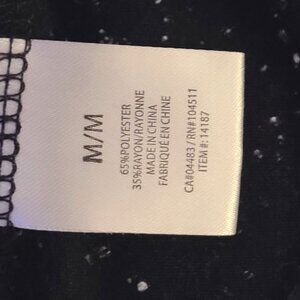 M/M
65%POLYESTER
35%RAYON/RAYONNE
MADE IN CHINA
FABRIQUÉ EN CHINE
CA#04483 / RN#104511
ITEM #: 14187